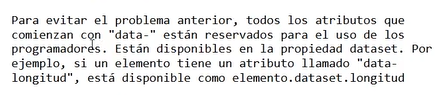 Para evitar el problema anterior, todos los atributos que
comienzan con "data-" están reservados para el uso de los
programadores. Están disponibles en la propiedad dataset. Por
ejemplo, si un elemento tiene un atributo llamado "data-
longitud", está disponible como elemento.dataset.longitud